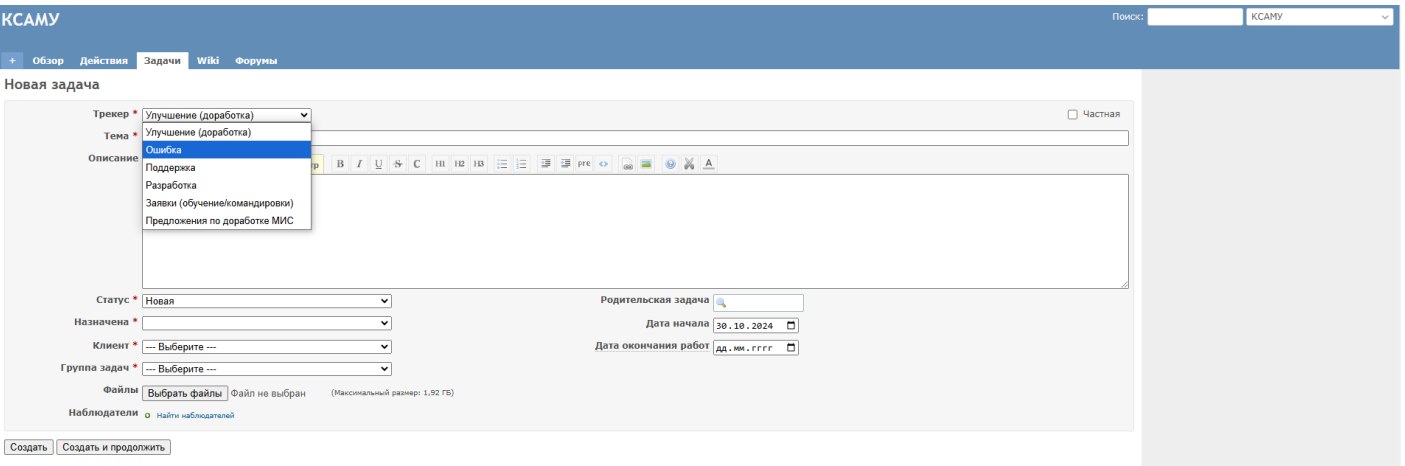 КСАМУ
Поиск: КСАМУ
+ Обзор Действия Задачи Wiki Форумы
Новая задача
Трекер * Улучшение (доработка) Частная
Тема * Улучшение (доработка)
Ошибка
Описание B I U S C H1 H2 H3 pre <> A
Поддержка
Разработка
Заявки (обучение/командировки)
Предложения по доработке МИС
Статус * Новая Родительская задача
Назначена * Дата начала 30.10.2024
Клиент * --- Выберите --- Дата окончания работ дд.мм.гггг
Группа задач * --- Выберите ---
Файлы Выбрать файлы Файл не выбран (Максимальный размер: 1,92 ГБ)
Наблюдатели Найти наблюдателей
Создать Создать и продолжить